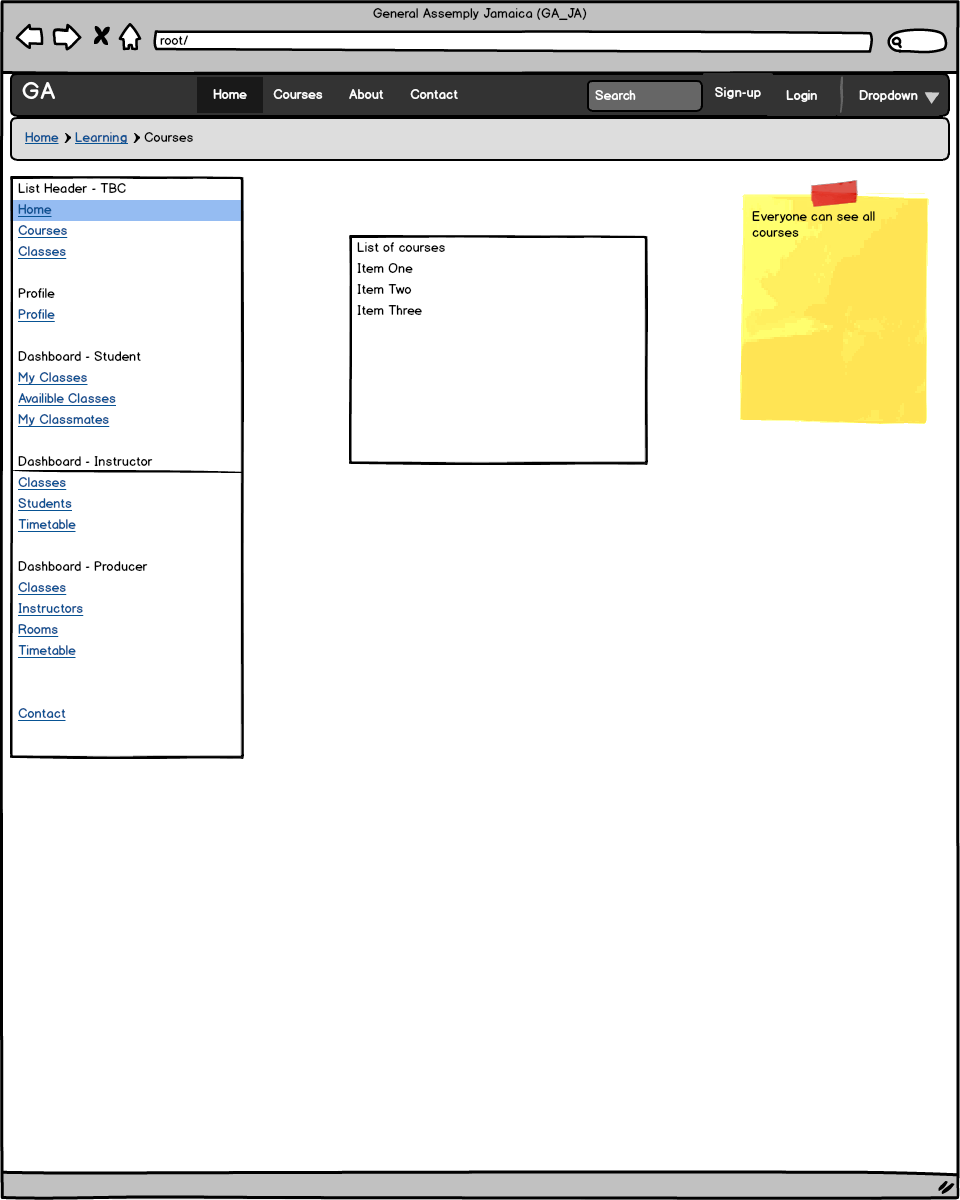 General Assemply Jamaica (GA_JA)
root/
GA Home Courses About Contact Search Sign-up Login Dropdown
Home Learning Courses
List Header - TBC
Home
Courses
Classes
Profile
Profile
Dashboard - Student
My Classes
Availible Classes
My Classmates
Dashboard - Instructor
Classes
Students
Timetable
Dashboard - Producer
Classes
Instructors
Rooms
Timetable
Contact
List of courses
Item One
Item Two
Item Three
Everyone can see all
courses